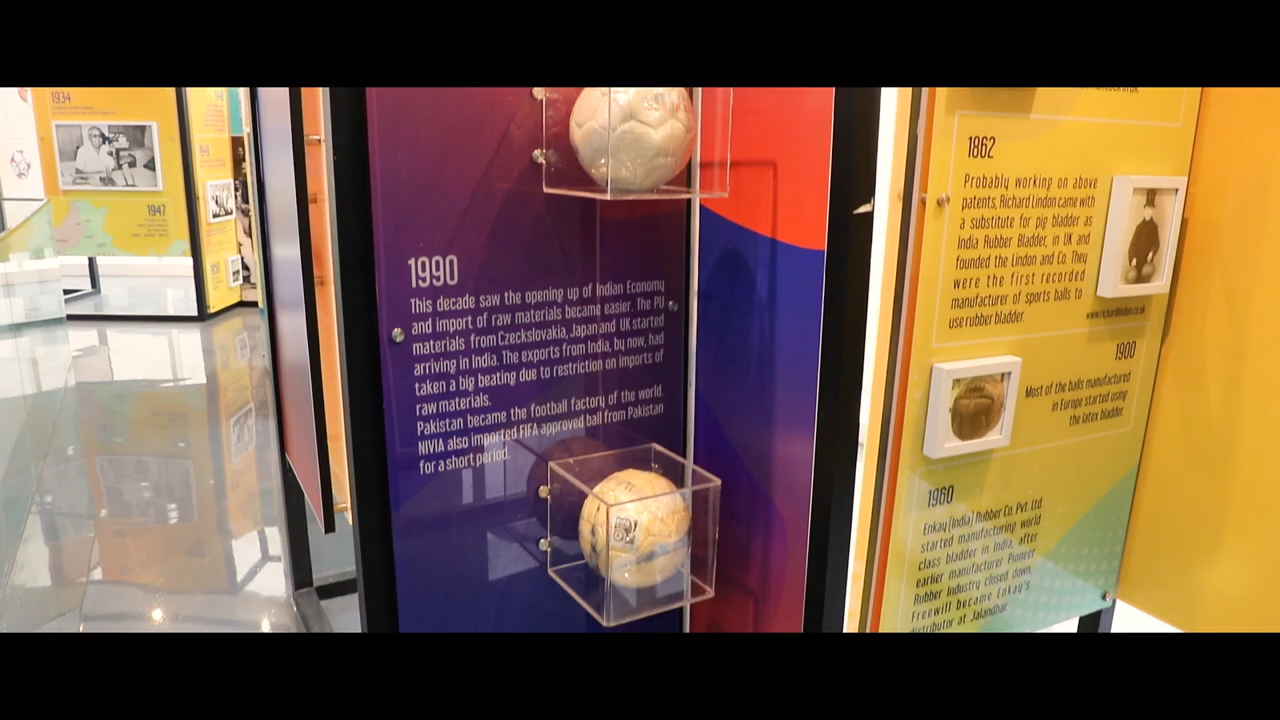 1934
1947
1990
This decade saw the opening up of Indian Economy
and import of raw materials became easier. The PU
materials from Czeckslovakia, Japan and UK started
arriving in India. The exports from India, by now, had
taken a big beating due to restriction on imports of
raw materials.
Pakistan became the football factory of the world.
NIVIA also imported FIFA approved ball from Pakistan
for a short period.
1862
Probably working on above
patents, Richard Lindon came with
a substitute for pig bladder as
India Rubber Bladder, in UK and
founded the Lindon and Co. They
were the first recorded
manufacturer of sports balls to
use rubber bladder.
www.richardlindon.co.uk
1900
Most of the balls manufactured
in Europe started using
the latex bladder.
1960
Enkay (India) Rubber Co. Pvt. Ltd.
started manufacturing world
class bladder in India, after
earlier manufacturer Pioneer
Rubber Industry closed down.
Freewill became Enkay's
distributor at Jalandhar.